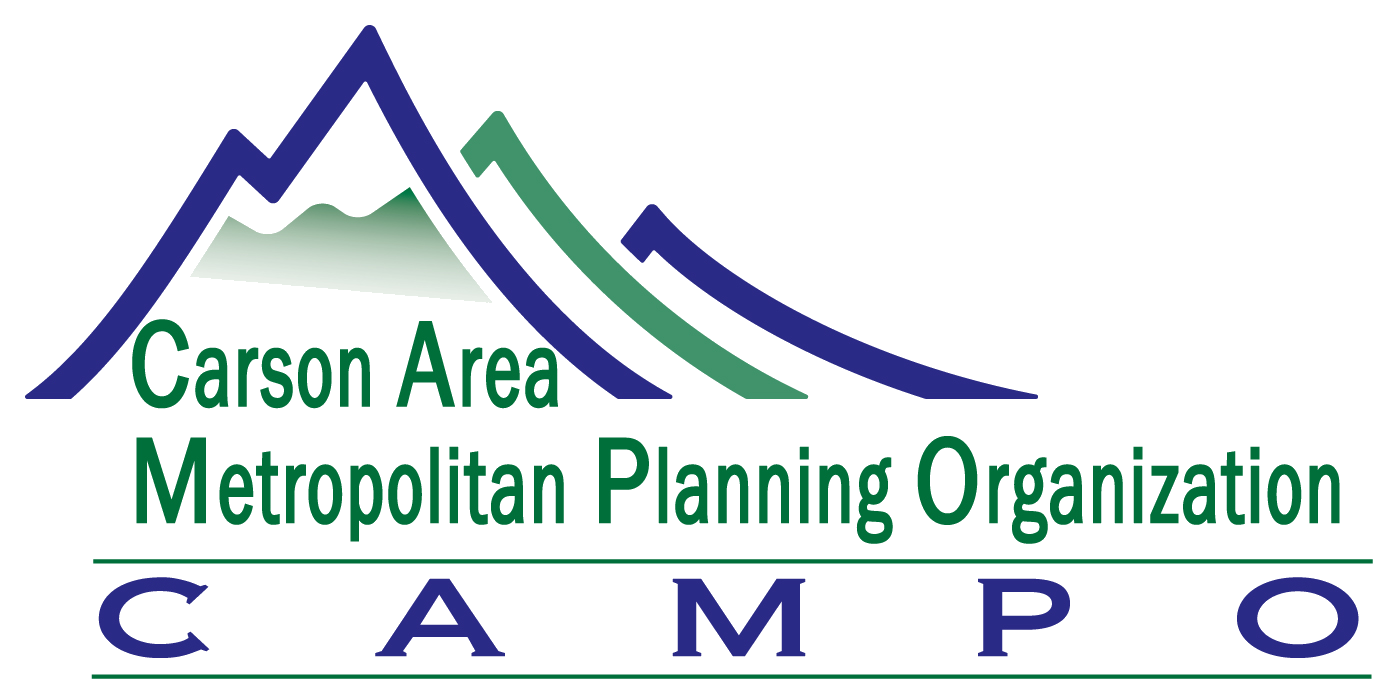 Carson Area
Metropolitan Planning Organization
CAMPO